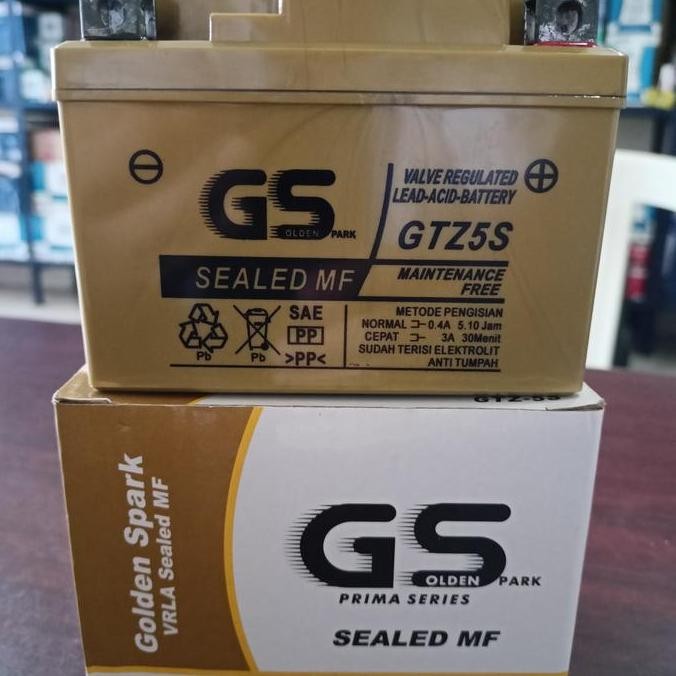 GS
OLDEN PARK
VALVE REGULATED
LEAD-ACID-BATTERY
GTZ5S
SEALED MF
MAINTENANCE
FREE
Pb
Pb
SAE
PP
>PP<
METODE PENGISIAN
NORMAL 0.4A 5.10 Jam
CEPAT 3A 30Menit
SUDAH TERISI ELEKTROLIT
ANTI TUMPAH
GTZ-5S
Golden Spark
VRLA Sealed MF
GS
OLDEN PARK
PRIMA SERIES
SEALED MF